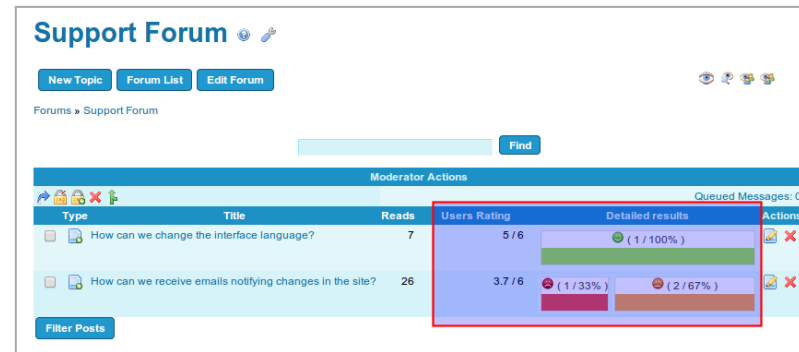 Support Forum
New Topic Forum List Edit Forum
Forums » Support Forum
Find
Moderator Actions
Queued Messages: 0
Type Title Reads Users Rating Detailed results Actions
How can we change the interface language? 7 5 / 6 ( 1 / 100% )
How can we receive emails notifying changes in the site? 26 3.7 / 6 ( 1 / 33% ) ( 2 / 67% )
Filter Posts